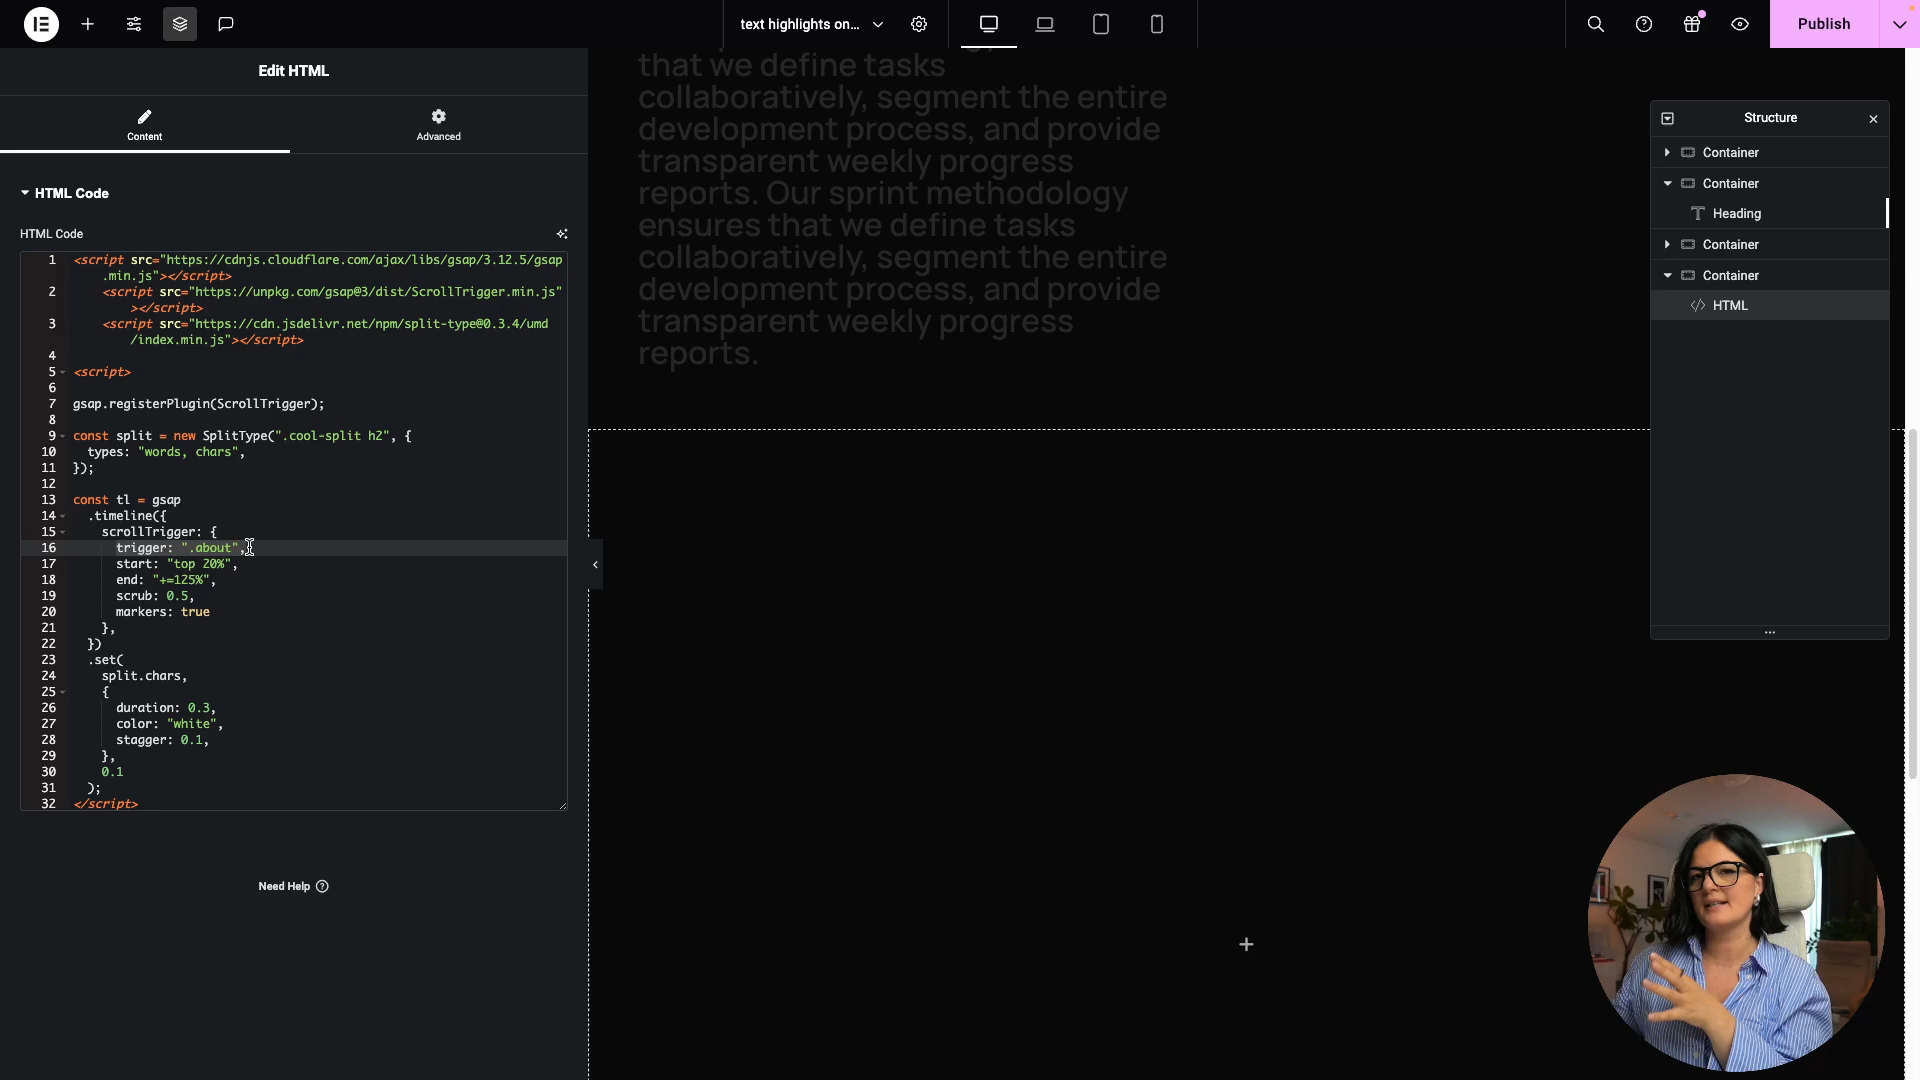 text highlights on...
Publish
Edit HTML
Content
Advanced
HTML Code
HTML Code
1 <script src="https://cdnjs.cloudflare.com/ajax/libs/gsap/3.12.5/gsap
.min.js"></script>
2 <script src="https://unpkg.com/gsap@3/dist/ScrollTrigger.min.js"
></script>
3 <script src="https://cdn.jsdelivr.net/npm/split-type@0.3.4/umd
/index.min.js"></script>
4
5 <script>
6
7 gsap.registerPlugin(ScrollTrigger);
8
9 const split = new SplitType(".cool-split h2", {
10 types: "words, chars",
11 });
12
13 const tl = gsap
14 .timeline({
15 scrollTrigger: {
16 trigger: ".about",
17 start: "top 20%",
18 end: "+=125%",
19 scrub: 0.5,
20 markers: true
21 },
22 })
23 .set(
24 split.chars,
25 {
26 duration: 0.3,
27 color: "white",
28 stagger: 0.1,
29 },
30 0.1
31 );
32 </script>
Need Help
that we define tasks
collaboratively, segment the entire
development process, and provide
transparent weekly progress
reports. Our sprint methodology
ensures that we define tasks
collaboratively, segment the entire
development process, and provide
transparent weekly progress
reports.
Structure
Container
Container
Heading
Container
Container
HTML